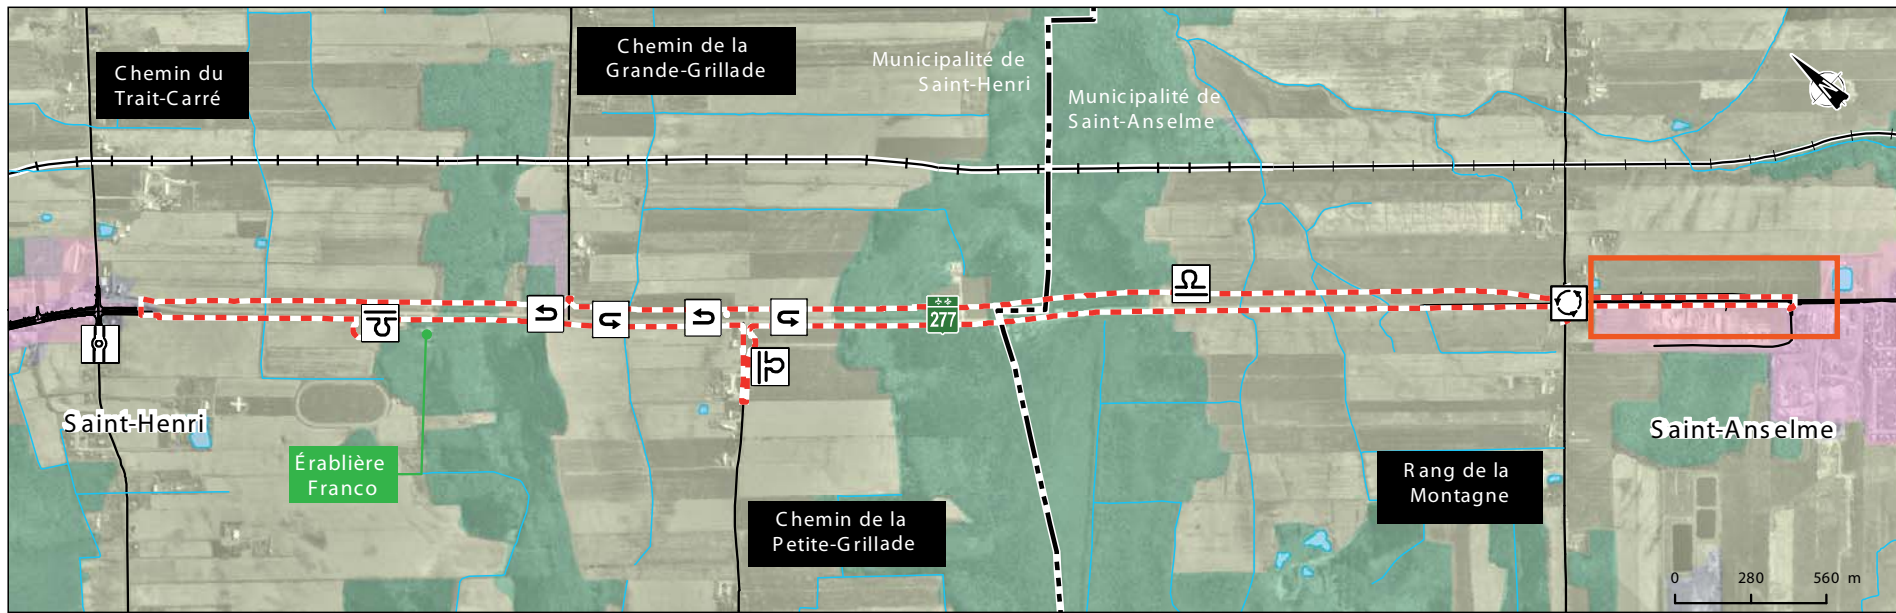 Chemin du
Trait-Carré
Chemin de la
Grande-Grillade
Municipalité de
Saint-Henri
Municipalité de
Saint-Anselme
N
277
Saint-Henri
Saint-Anselme
Érablière
Franco
Rang de la
Montagne
Chemin de la
Petite-Grillade
0 280 560 m